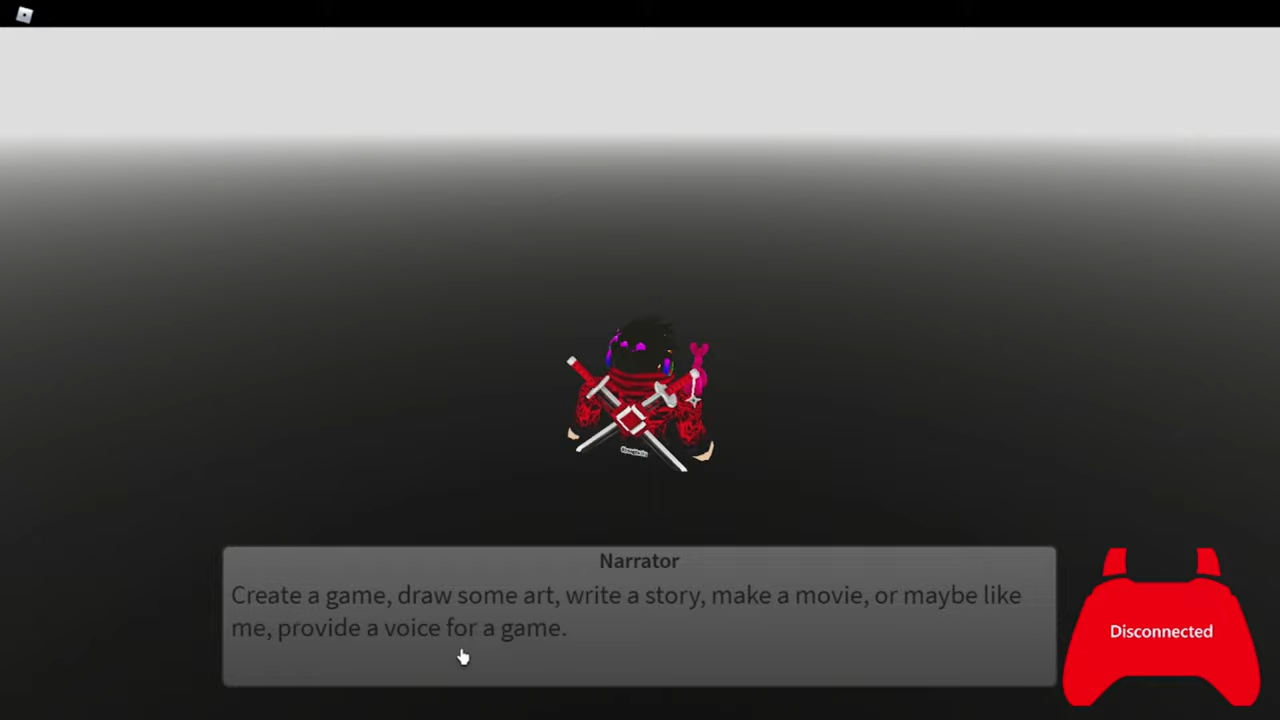 Narrator
Create a game, draw some art, write a story, make a movie, or maybe like
me, provide a voice for a game.
Disconnected